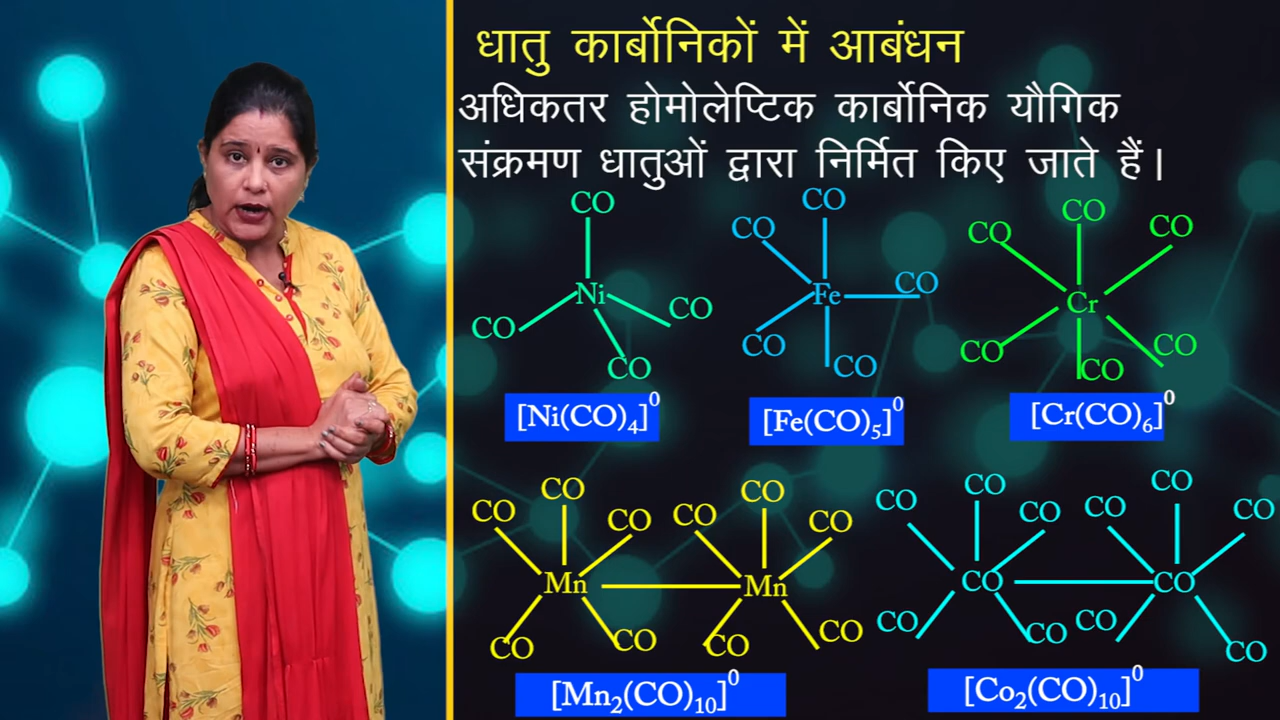 धातु कार्बोनिकों में आबंधन
अधिकतर होमोलेप्टिक कार्बोनिक यौगिक
संक्रमण धातुओं द्वारा निर्मित किए जाते हैं।
CO
Ni
CO
CO
CO
[Ni(CO)₄]⁰
CO
CO
CO
Fe
CO
CO
[Fe(CO)₅]⁰
CO
CO
CO
Cr
CO
CO
CO
[Cr(CO)₆]⁰
CO
CO
CO
Mn
CO
CO
CO
CO
CO
Mn
CO
CO
[Mn₂(CO)₁₀]⁰
CO
CO
CO
CO
CO
CO
CO
CO
CO
CO
CO
CO
[Co₂(CO)₁₀]⁰